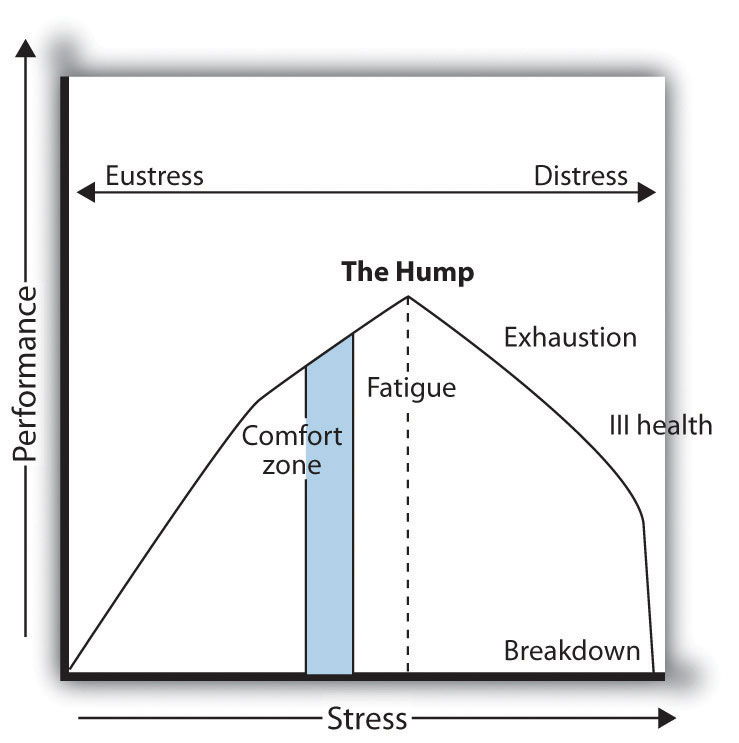 Eustress
Distress
The Hump
Exhaustion
Fatigue
Ill health
Comfort
zone
Breakdown
Performance
Stress